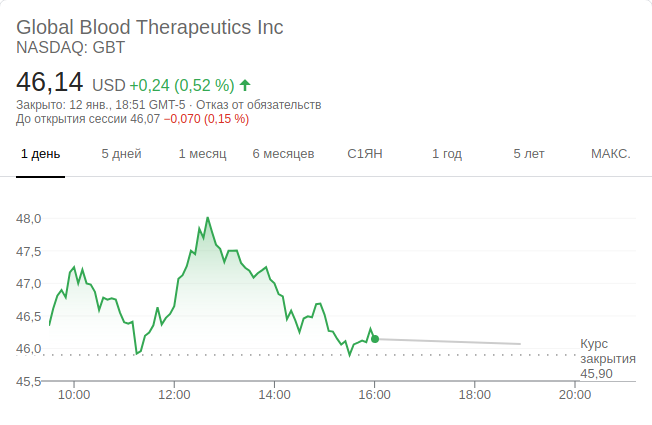 Global Blood Therapeutics Inc
NASDAQ: GBT
46,14 USD +0,24 (0,52 %)
Закрыто: 12 янв., 18:51 GMT-5 · Отказ от обязательств
До открытия сессии 46,07 −0,070 (0,15 %)
1 день 5 дней 1 месяц 6 месяцев С1ЯН 1 год 5 лет МАКС.
48,0
47,5
47,0
46,5
46,0
45,5
Курс
закрытия
45,90
10:00 12:00 14:00 16:00 18:00 20:00